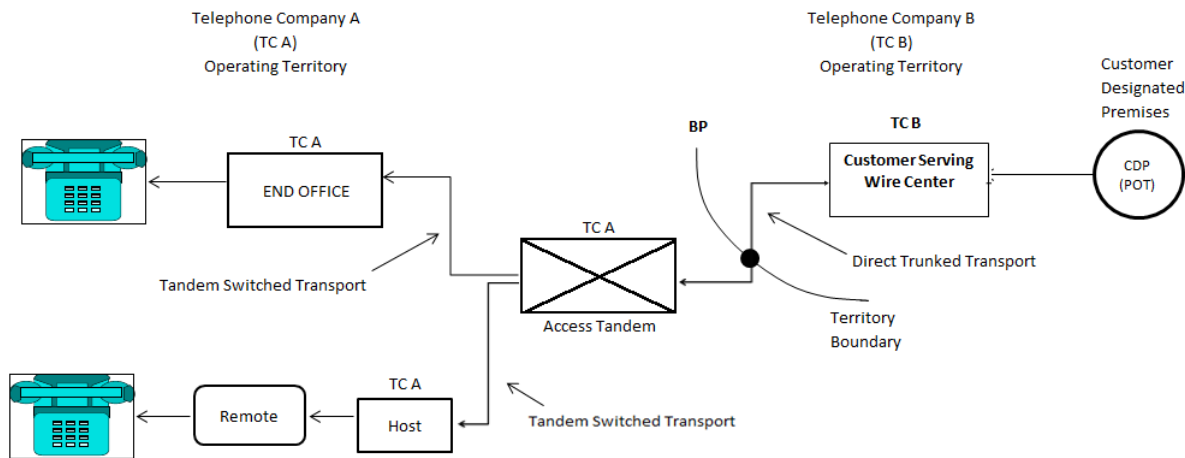 Telephone Company A
(TC A)
Operating Territory
Telephone Company B
(TC B)
Operating Territory
Customer
Designated
Premises
BP
TC B
TC A
END OFFICE
Customer Serving
Wire Center
CDP
(POT)
TC A
Tandem Switched Transport
Direct Trunked Transport
Access Tandem
Territory
Boundary
TC A
Remote
Host
Tandem Switched Transport